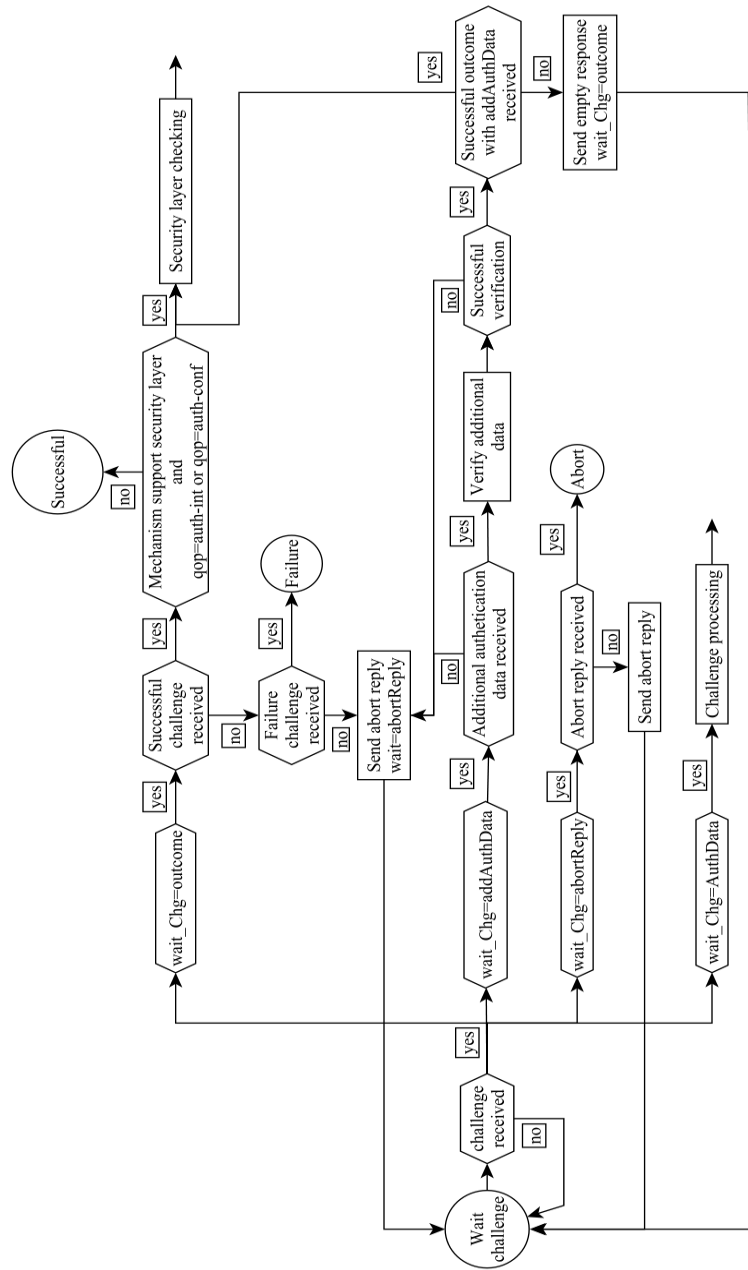 Wait
challenge
challenge
received
no
yes
wait_Chg=outcome
yes
Successful
challenge
received
yes
no
Mechanism support security layer
and
qop=auth-int or qop=auth-conf
no
Successful
yes
Security layer checking
Failure
challenge
received
yes
Failure
no
Send abort reply
wait=abortReply
wait_Chg=addAuthData
yes
Additional authetication
data received
no
yes
Verify additional
data
Successful
verification
no
yes
Successful outcome
with addAuthData
received
yes
no
Send empty response
wait_Chg=outcome
wait_Chg=abortReply
yes
Abort reply received
yes
Abort
no
Send abort reply
wait_Chg=AuthData
yes
Challenge processing